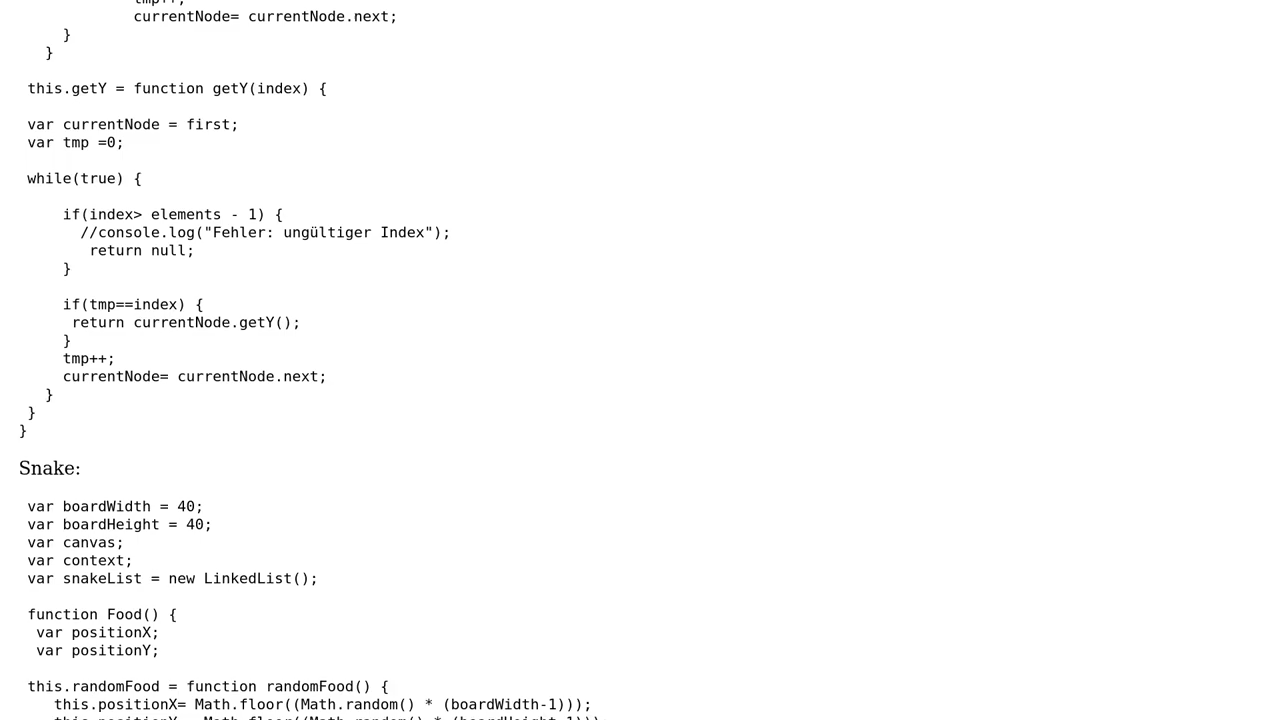 tmp++;
currentNode= currentNode.next;
}
}
this.getY = function getY(index) {
var currentNode = first;
var tmp =0;
while(true) {
if(index> elements - 1) {
//console.log("Fehler: ungültiger Index");
return null;
}
if(tmp==index) {
return currentNode.getY();
}
tmp++;
currentNode= currentNode.next;
}
}
}
Snake:
var boardWidth = 40;
var boardHeight = 40;
var canvas;
var context;
var snakeList = new LinkedList();
function Food() {
var positionX;
var positionY;
this.randomFood = function randomFood() {
this.positionX= Math.floor((Math.random() * (boardWidth-1)));